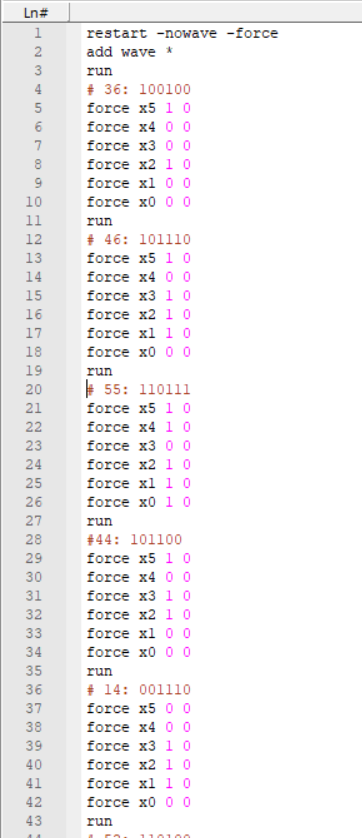 Ln#
1 restart -nowave -force
2 add wave *
3 run
4 # 36: 100100
5 force x5 1 0
6 force x4 0 0
7 force x3 0 0
8 force x2 1 0
9 force x1 0 0
10 force x0 0 0
11 run
12 # 46: 101110
13 force x5 1 0
14 force x4 0 0
15 force x3 1 0
16 force x2 1 0
17 force x1 1 0
18 force x0 0 0
19 run
20 # 55: 110111
21 force x5 1 0
22 force x4 1 0
23 force x3 0 0
24 force x2 1 0
25 force x1 1 0
26 force x0 1 0
27 run
28 #44: 101100
29 force x5 1 0
30 force x4 0 0
31 force x3 1 0
32 force x2 1 0
33 force x1 0 0
34 force x0 0 0
35 run
36 # 14: 001110
37 force x5 0 0
38 force x4 0 0
39 force x3 1 0
40 force x2 1 0
41 force x1 1 0
42 force x0 0 0
43 run